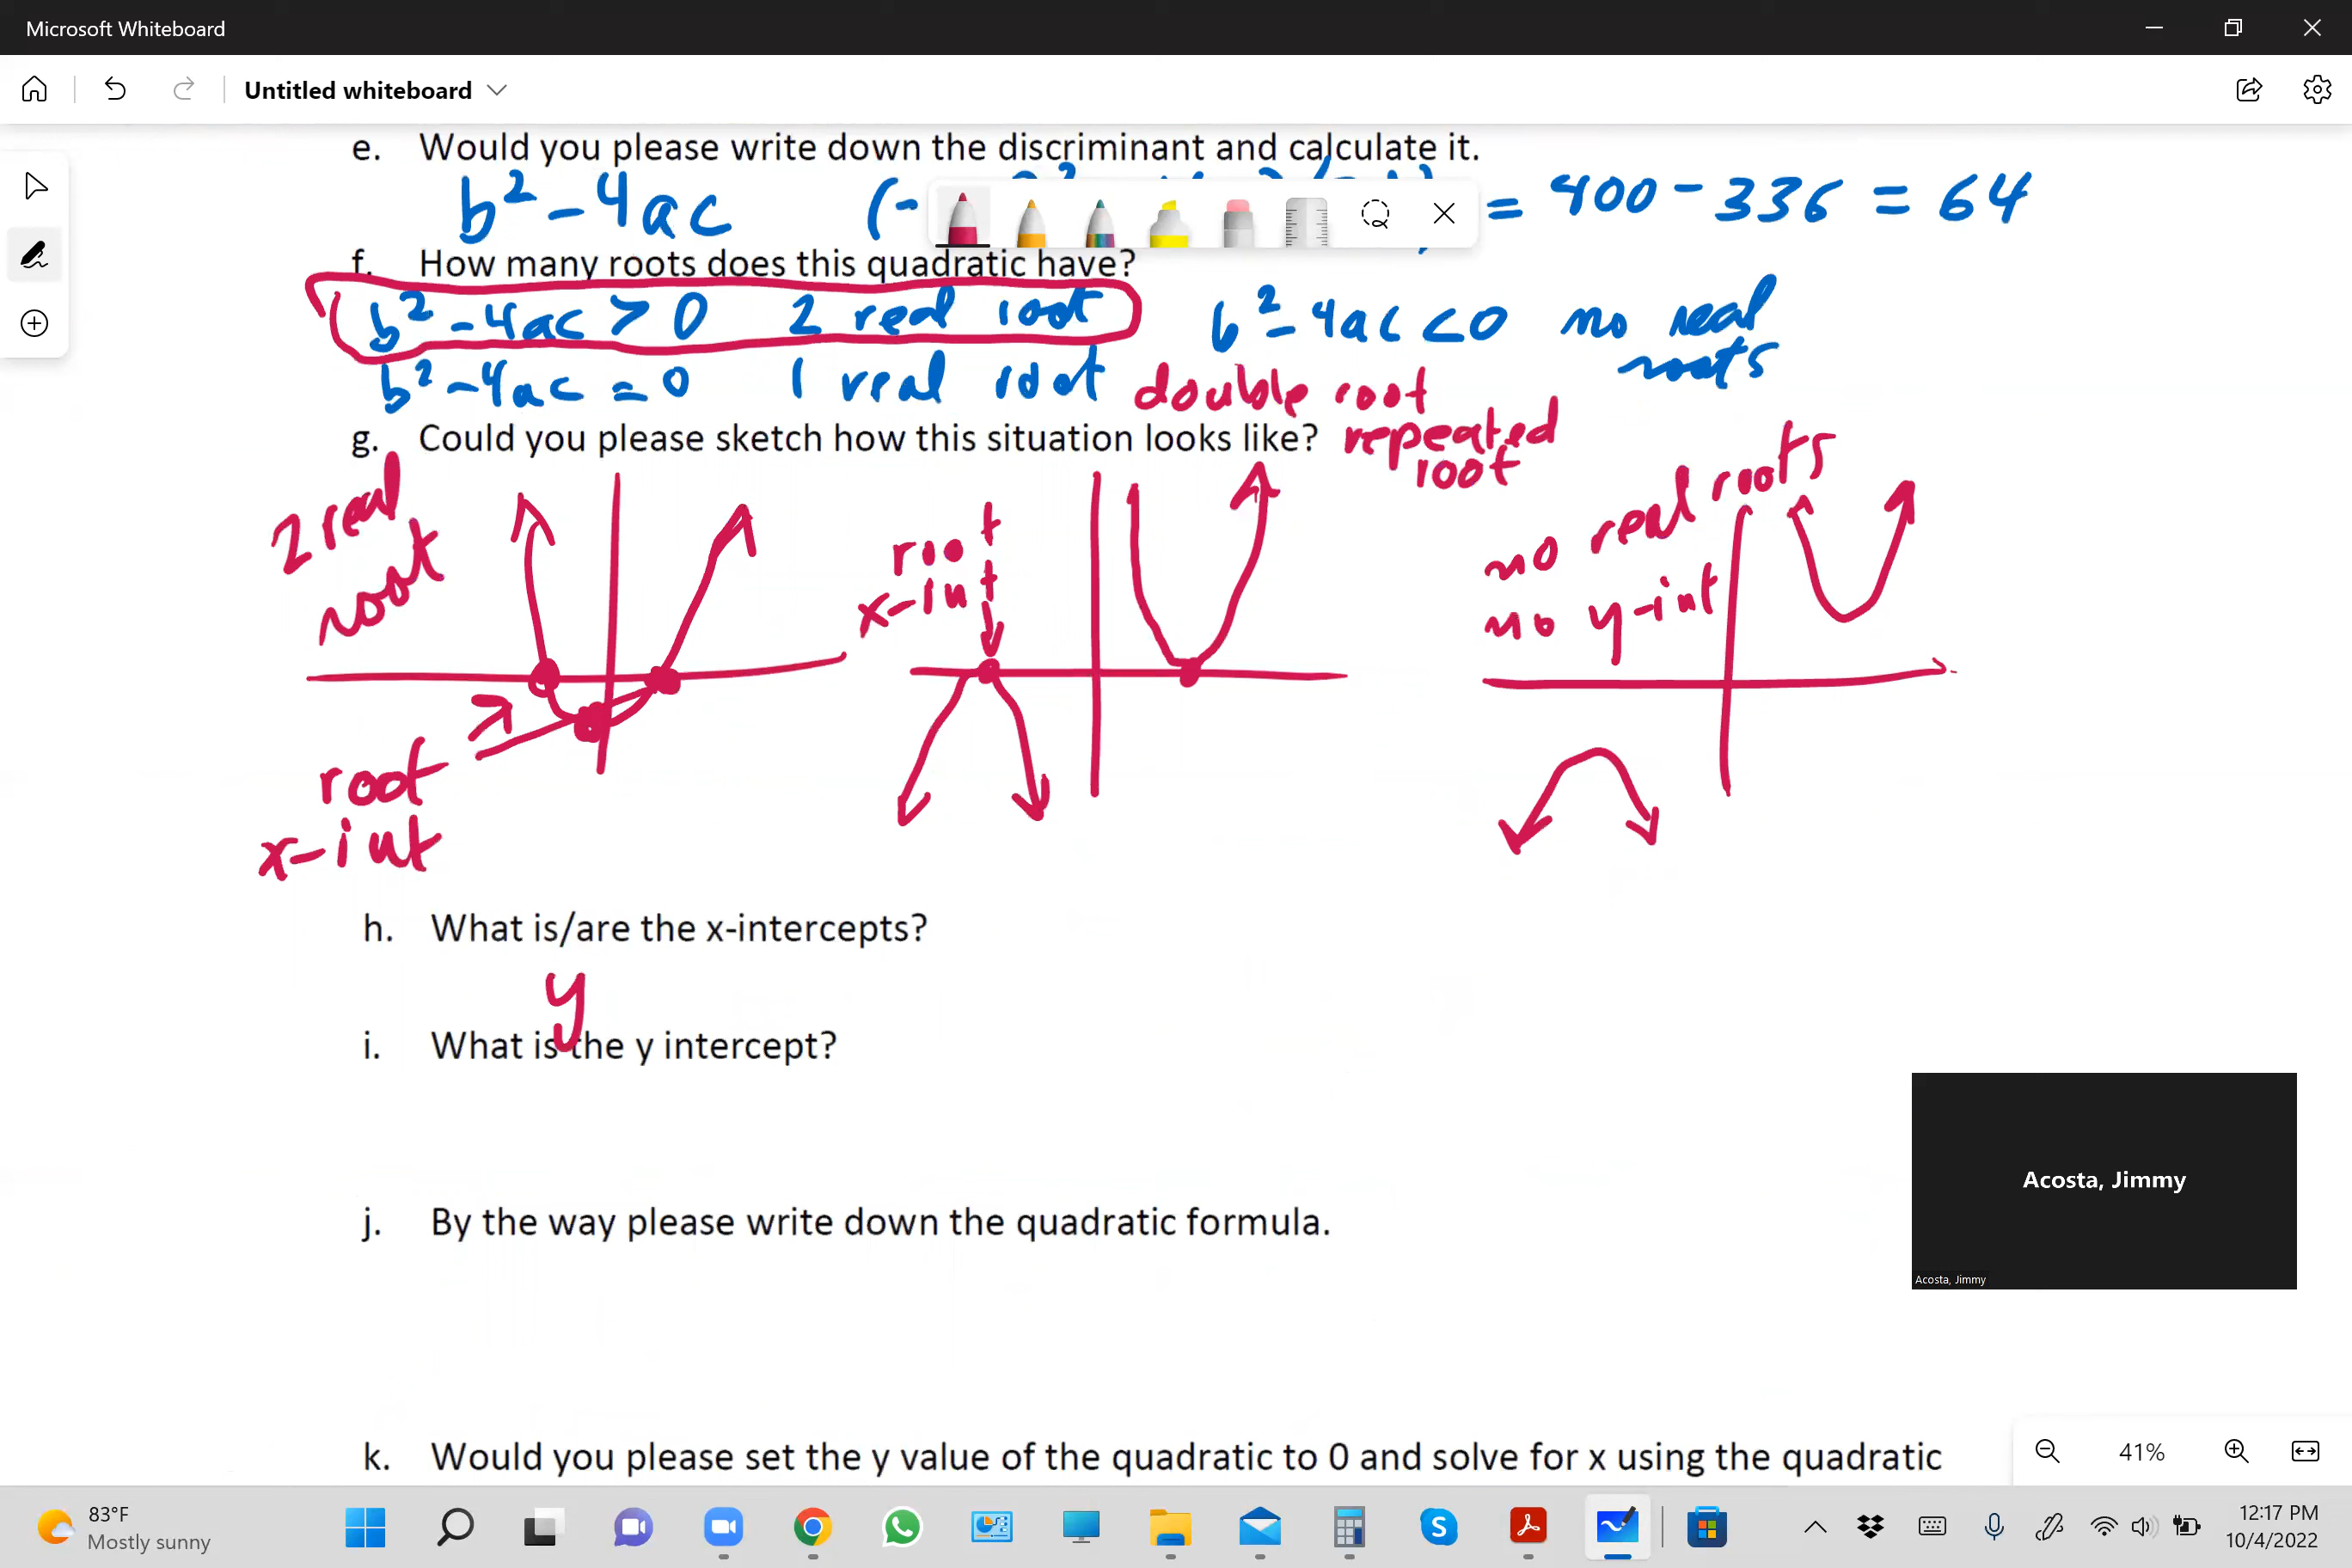 Microsoft Whiteboard
Untitled whiteboard
e. Would you please write down the discriminant and calculate it.
b² - 4ac (- = 400 - 336 = 64
f. How many roots does this quadratic have?
b² - 4ac > 0 2 real root
b² - 4ac < 0 no real
roots
b² - 4ac = 0 1 real root double root
g. Could you please sketch how this situation looks like? repeated
root
2 real
root
root
x-int
root
x-int
no real roots
no y-int
h. What is/are the x-intercepts?
y
i. What is the y intercept?
j. By the way please write down the quadratic formula.
k. Would you please set the y value of the quadratic to 0 and solve for x using the quadratic
Acosta, Jimmy
Acosta, Jimmy
41%
83°F
Mostly sunny
12:17 PM
10/4/2022